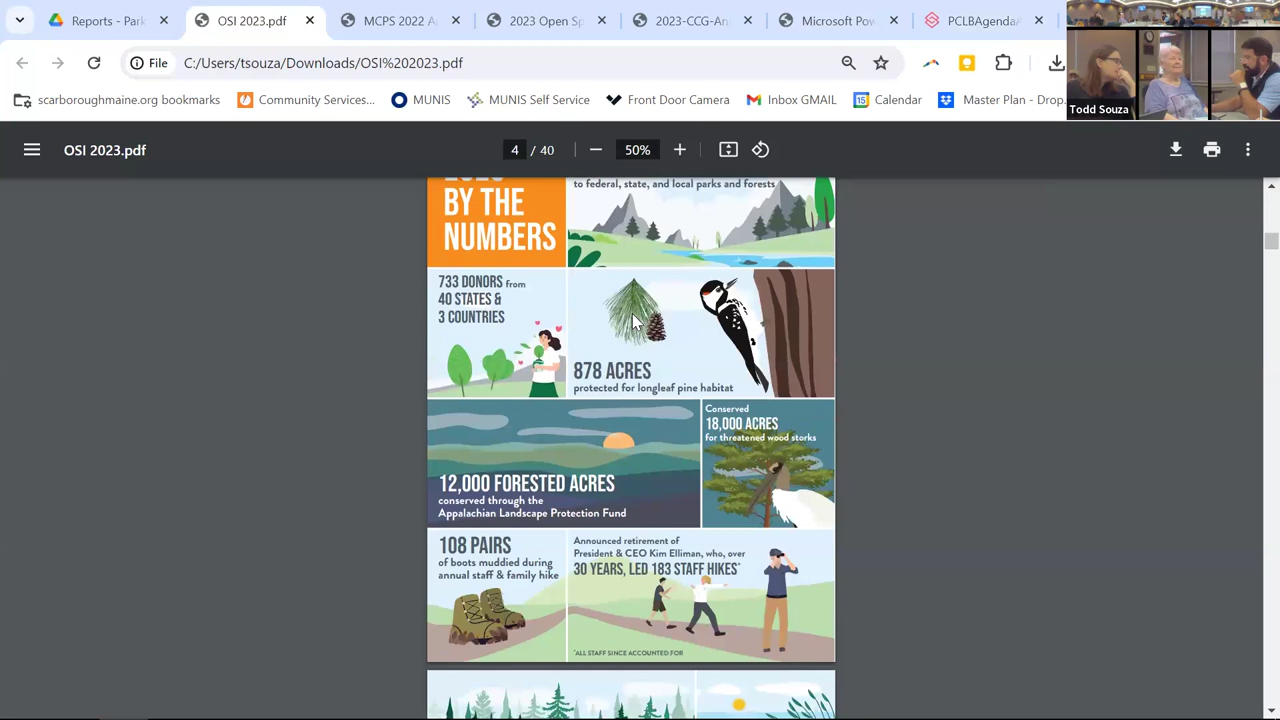 Reports - Park
OSI 2023.pdf
MCPS 2022 A
2023 Open Sp
2023-CCG-An
Microsoft Pow
PCLBAgenda
File
C:/Users/tsouza/Downloads/OSI%202023.pdf
scarboroughmaine.org bookmarks
Community Services...
MUNIS
MUNIS Self Service
Front Door Camera
Inbox GMAIL
15
Calendar
Master Plan - Drop.
Todd Souza
OSI 2023.pdf
4 / 40
50%
BY THE
NUMBERS
to federal, state, and local parks and forests
733 DONORS from
40 STATES &
3 COUNTRIES
878 ACRES
protected for longleaf pine habitat
12,000 FORESTED ACRES
conserved through the
Appalachian Landscape Protection Fund
Conserved
18,000 ACRES
for threatened wood storks
108 PAIRS
of boots muddied during
annual staff & family hike
Announced retirement of
President & CEO Kim Elliman, who, over
30 YEARS, LED 183 STAFF HIKES*
*ALL STAFF SINCE ACCOUNTED FOR